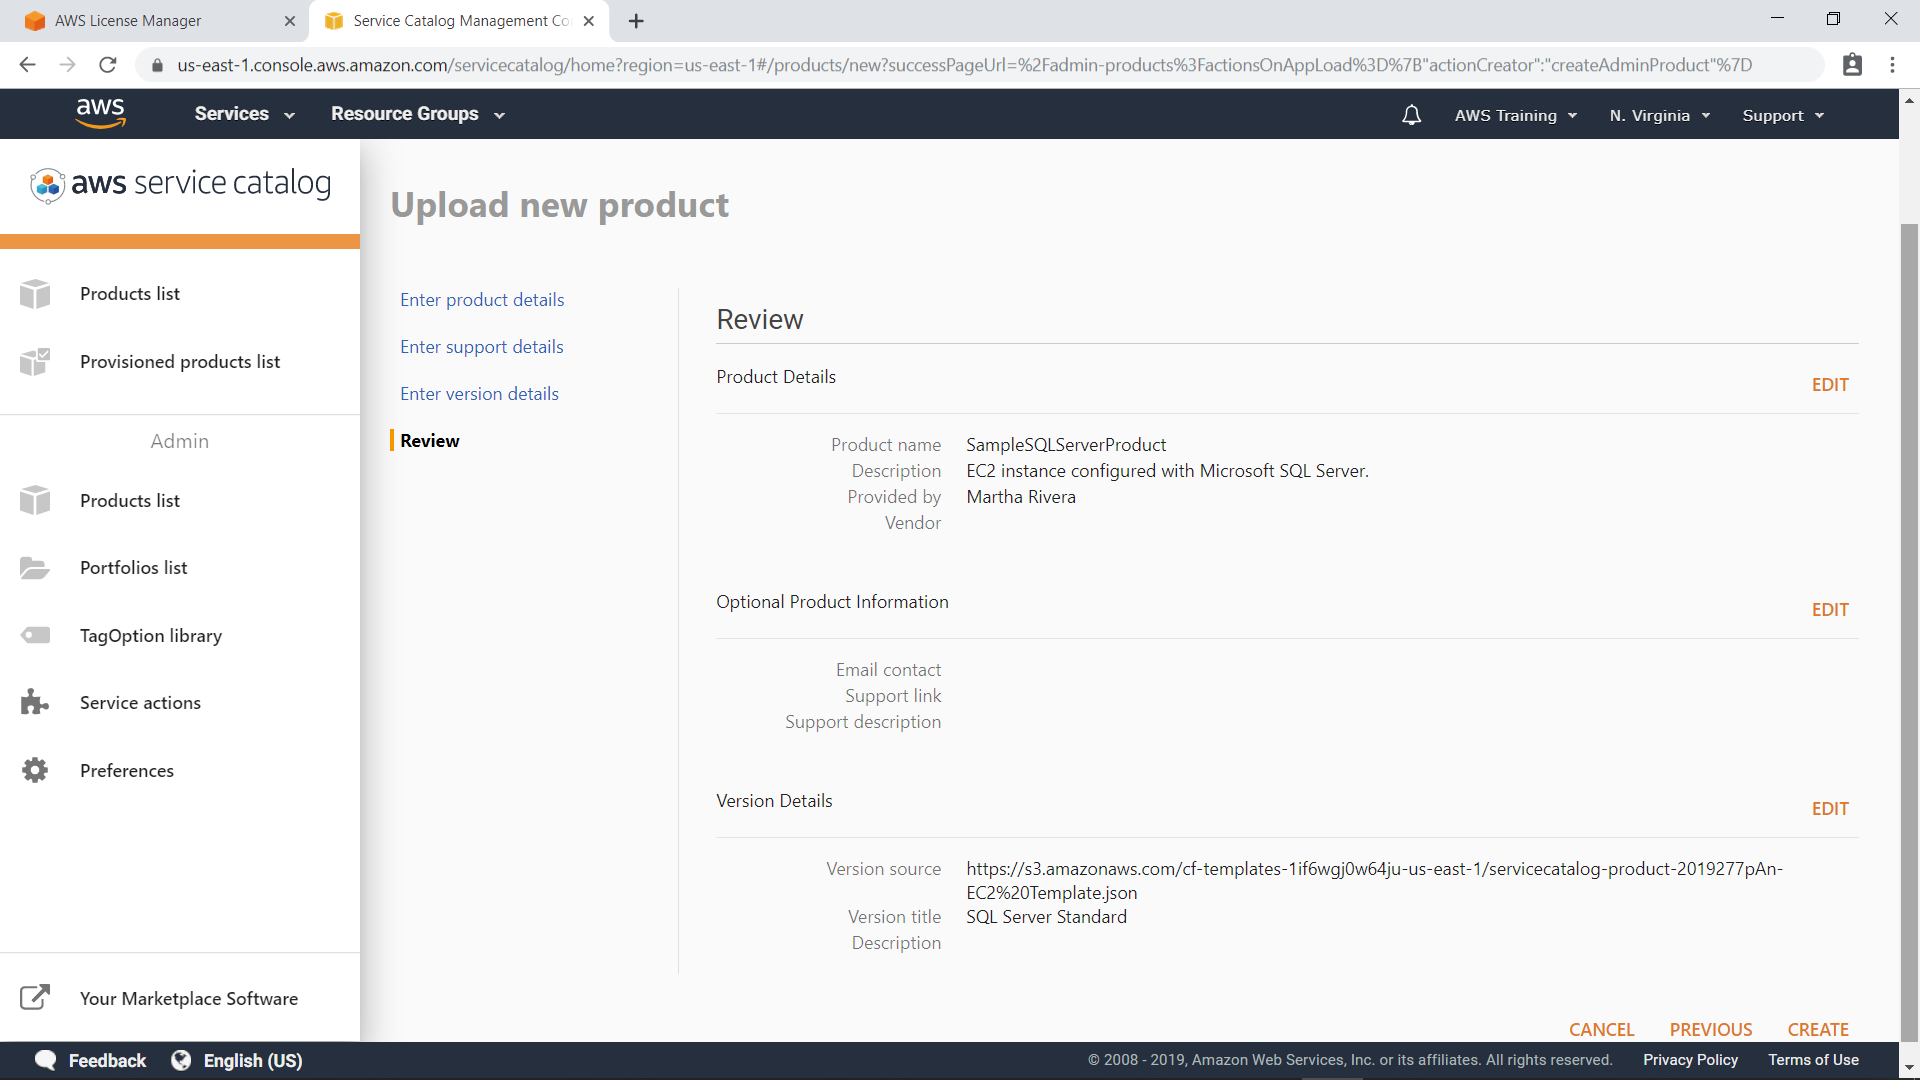 AWS License Manager
Service Catalog Management Co
us-east-1.console.aws.amazon.com/servicecatalog/home?region=us-east-1#/products/new?successPageUrl=%2Fadmin-products%3FactionsOnAppLoad%3D%7B"actionCreator":"createAdminProduct"%7D
aws
Services
Resource Groups
AWS Training
N. Virginia
Support
aws service catalog
Products list
Provisioned products list
Admin
Products list
Portfolios list
TagOption library
Service actions
Preferences
Your Marketplace Software
Upload new product
Enter product details
Enter support details
Enter version details
Review
Review
Product Details
EDIT
Product name SampleSQLServerProduct
Description EC2 instance configured with Microsoft SQL Server.
Provided by Martha Rivera
Vendor
Optional Product Information
EDIT
Email contact
Support link
Support description
Version Details
EDIT
Version source https://s3.amazonaws.com/cf-templates-1if6wgj0w64ju-us-east-1/servicecatalog-product-2019277pAn-
EC2%20Template.json
Version title SQL Server Standard
Description
CANCEL
PREVIOUS
CREATE
Feedback
English (US)
© 2008 - 2019, Amazon Web Services, Inc. or its affiliates. All rights reserved.
Privacy Policy
Terms of Use